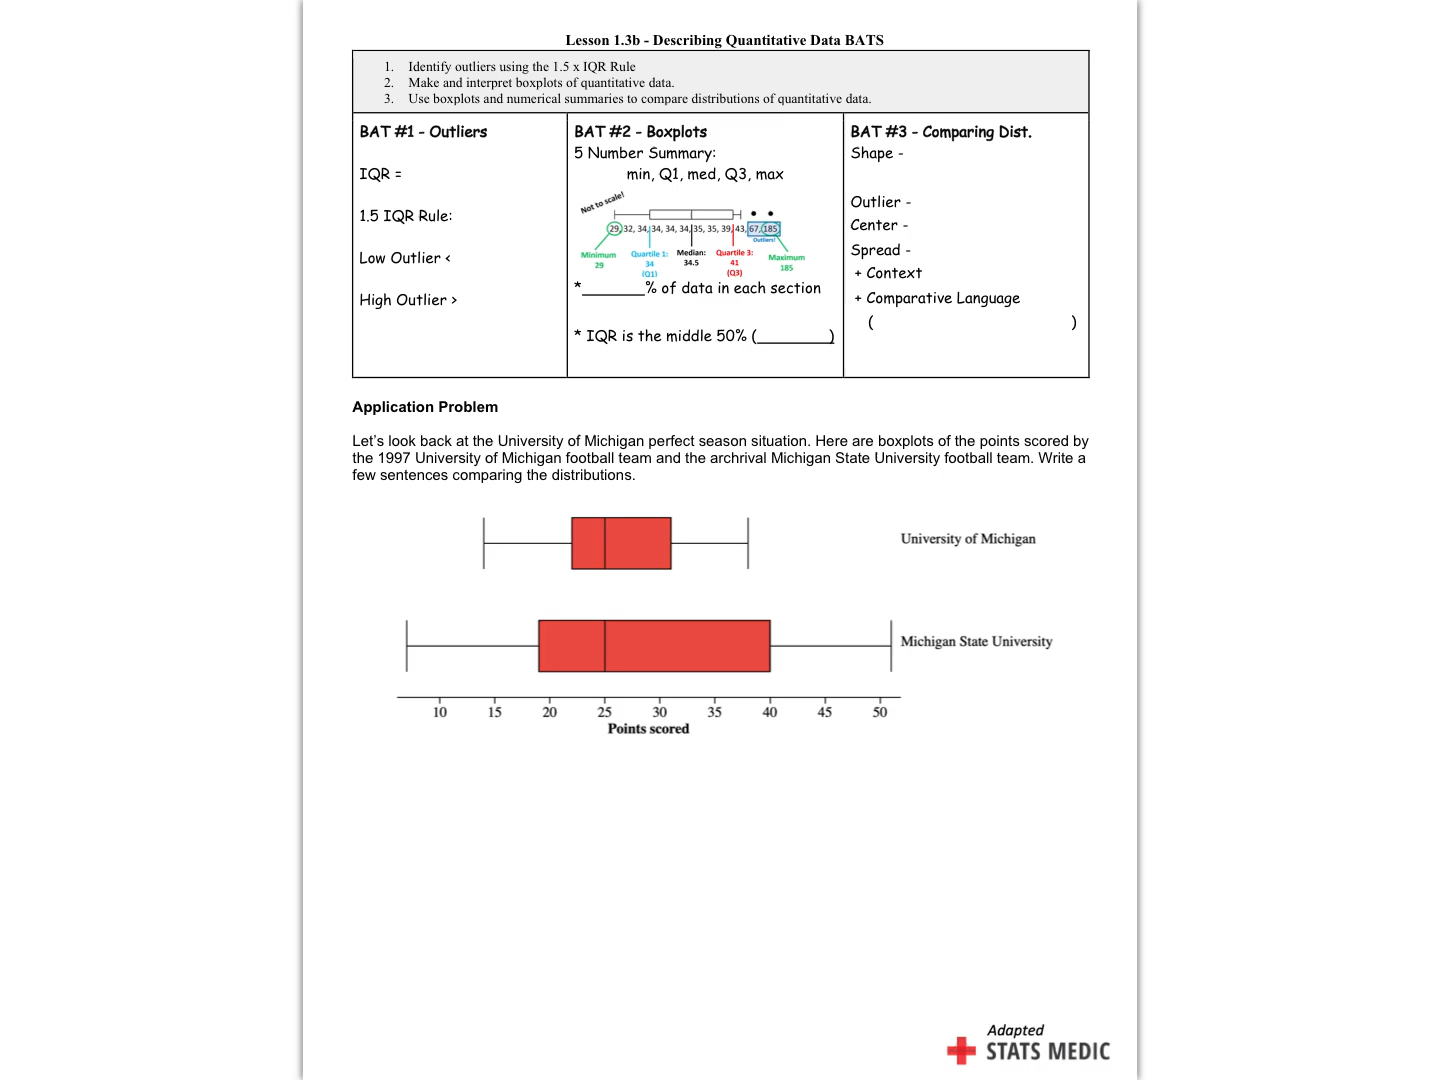 Lesson 1.3b - Describing Quantitative Data BATS
1. Identify outliers using the 1.5 x IQR Rule
2. Make and interpret boxplots of quantitative data.
3. Use boxplots and numerical summaries to compare distributions of quantitative data.
BAT #1 - Outliers
IQR =
1.5 IQR Rule:
Low Outlier <
High Outlier >
BAT #2 - Boxplots
5 Number Summary:
min, Q1, med, Q3, max
Not to scale!
29, 32, 34, 34, 34, 34, 35, 35, 39, 43, 67, 185
Outliers!
Minimum
29
Quartile 1:
34
(Q1)
Median:
34.5
Quartile 3:
41
(Q3)
Maximum
185
*_______% of data in each section
* IQR is the middle 50% (________)
BAT #3 - Comparing Dist.
Shape -
Outlier -
Center -
Spread -
+ Context
+ Comparative Language
( )
Application Problem
Let's look back at the University of Michigan perfect season situation. Here are boxplots of the points scored by
the 1997 University of Michigan football team and the archrival Michigan State University football team. Write a
few sentences comparing the distributions.
University of Michigan
Michigan State University
10 15 20 25 30 35 40 45 50
Points scored
Adapted
STATS MEDIC